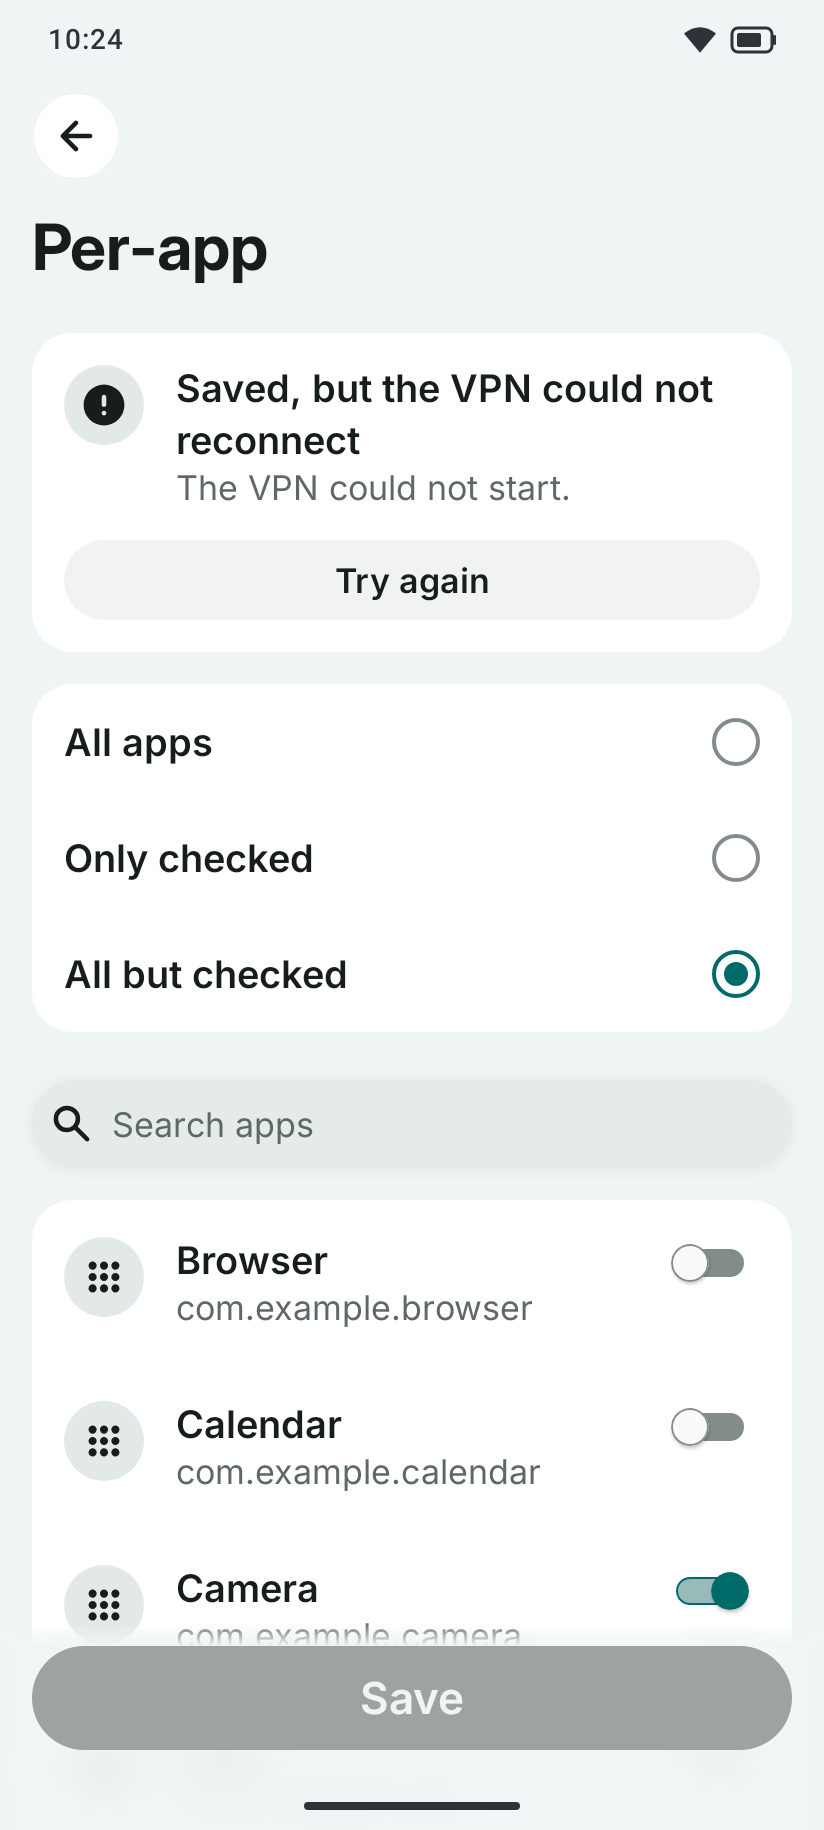 10:24
Per-app
Saved, but the VPN could not
reconnect
The VPN could not start.
Try again
All apps
Only checked
All but checked
Search apps
Browser
com.example.browser
Calendar
com.example.calendar
Camera
com.example.camera
Save